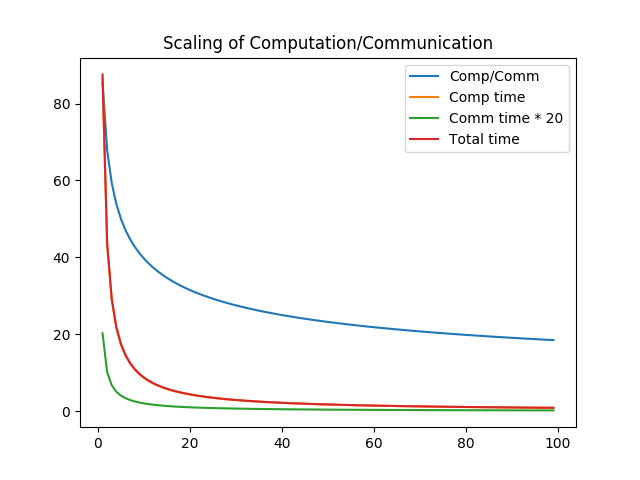 Scaling of Computation/Communication
Comp/Comm
Comp time
Comm time * 20
Total time
80
60
40
20
0
0 20 40 60 80 100